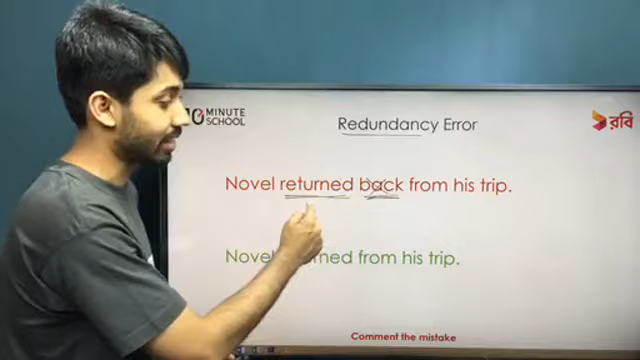 10 MINUTE
SCHOOL
Redundancy Error
রবি
Novel returned back from his trip.
Novel from his trip.
Comment the mistake